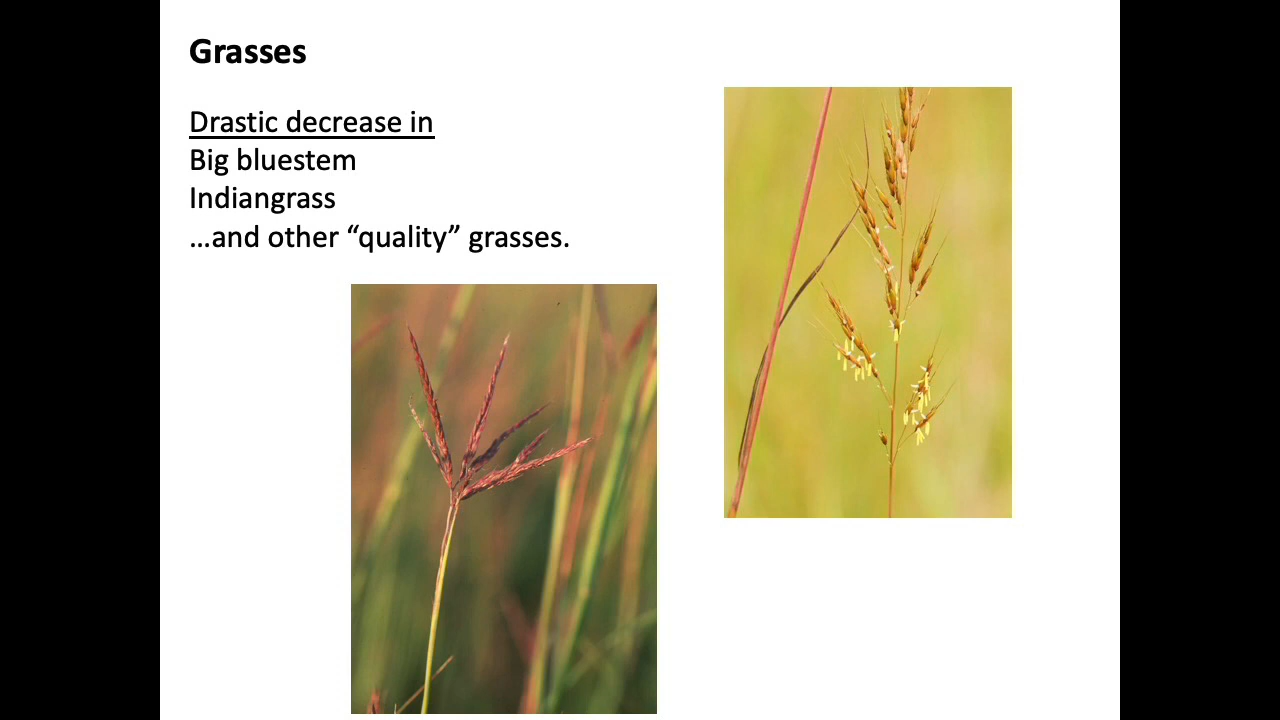 Grasses
Drastic decrease in
Big bluestem
Indiangrass
…and other “quality” grasses.